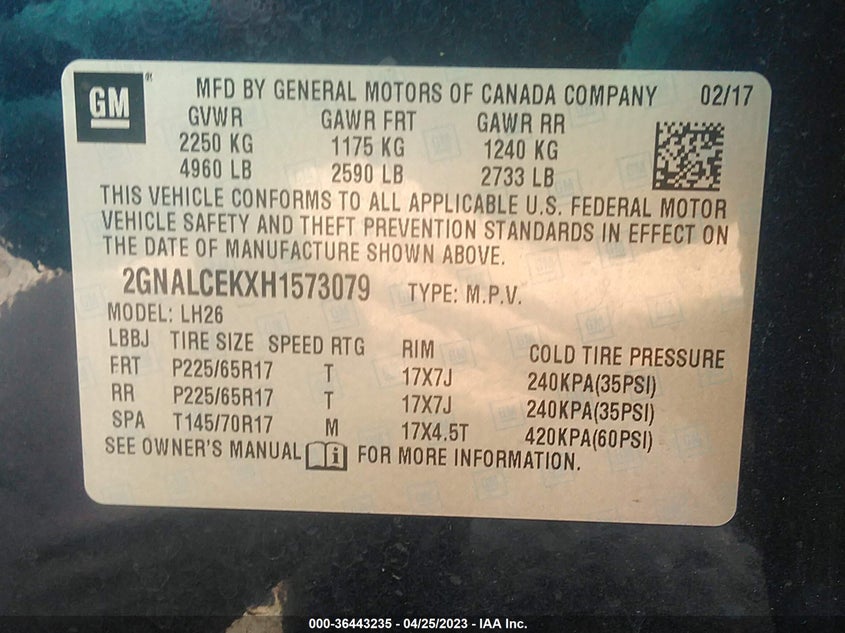 GM®
MFD BY GENERAL MOTORS OF CANADA COMPANY 02/17
GVWR GAWR FRT GAWR RR
2250 KG 1175 KG 1240 KG
4960 LB 2590 LB 2733 LB
THIS VEHICLE CONFORMS TO ALL APPLICABLE U.S. FEDERAL MOTOR
VEHICLE SAFETY AND THEFT PREVENTION STANDARDS IN EFFECT ON
THE DATE OF MANUFACTURE SHOWN ABOVE.
2GNALCEKXH1573079 TYPE: M.P.V.
MODEL: LH26
LBBJ TIRE SIZE SPEED RTG RIM COLD TIRE PRESSURE
FRT P225/65R17 T 17X7J 240KPA(35PSI)
RR P225/65R17 T 17X7J 240KPA(35PSI)
SPA T145/70R17 M 17X4.5T 420KPA(60PSI)
SEE OWNER'S MANUAL i FOR MORE INFORMATION.
000-36443235 - 04/25/2023 - IAA Inc.